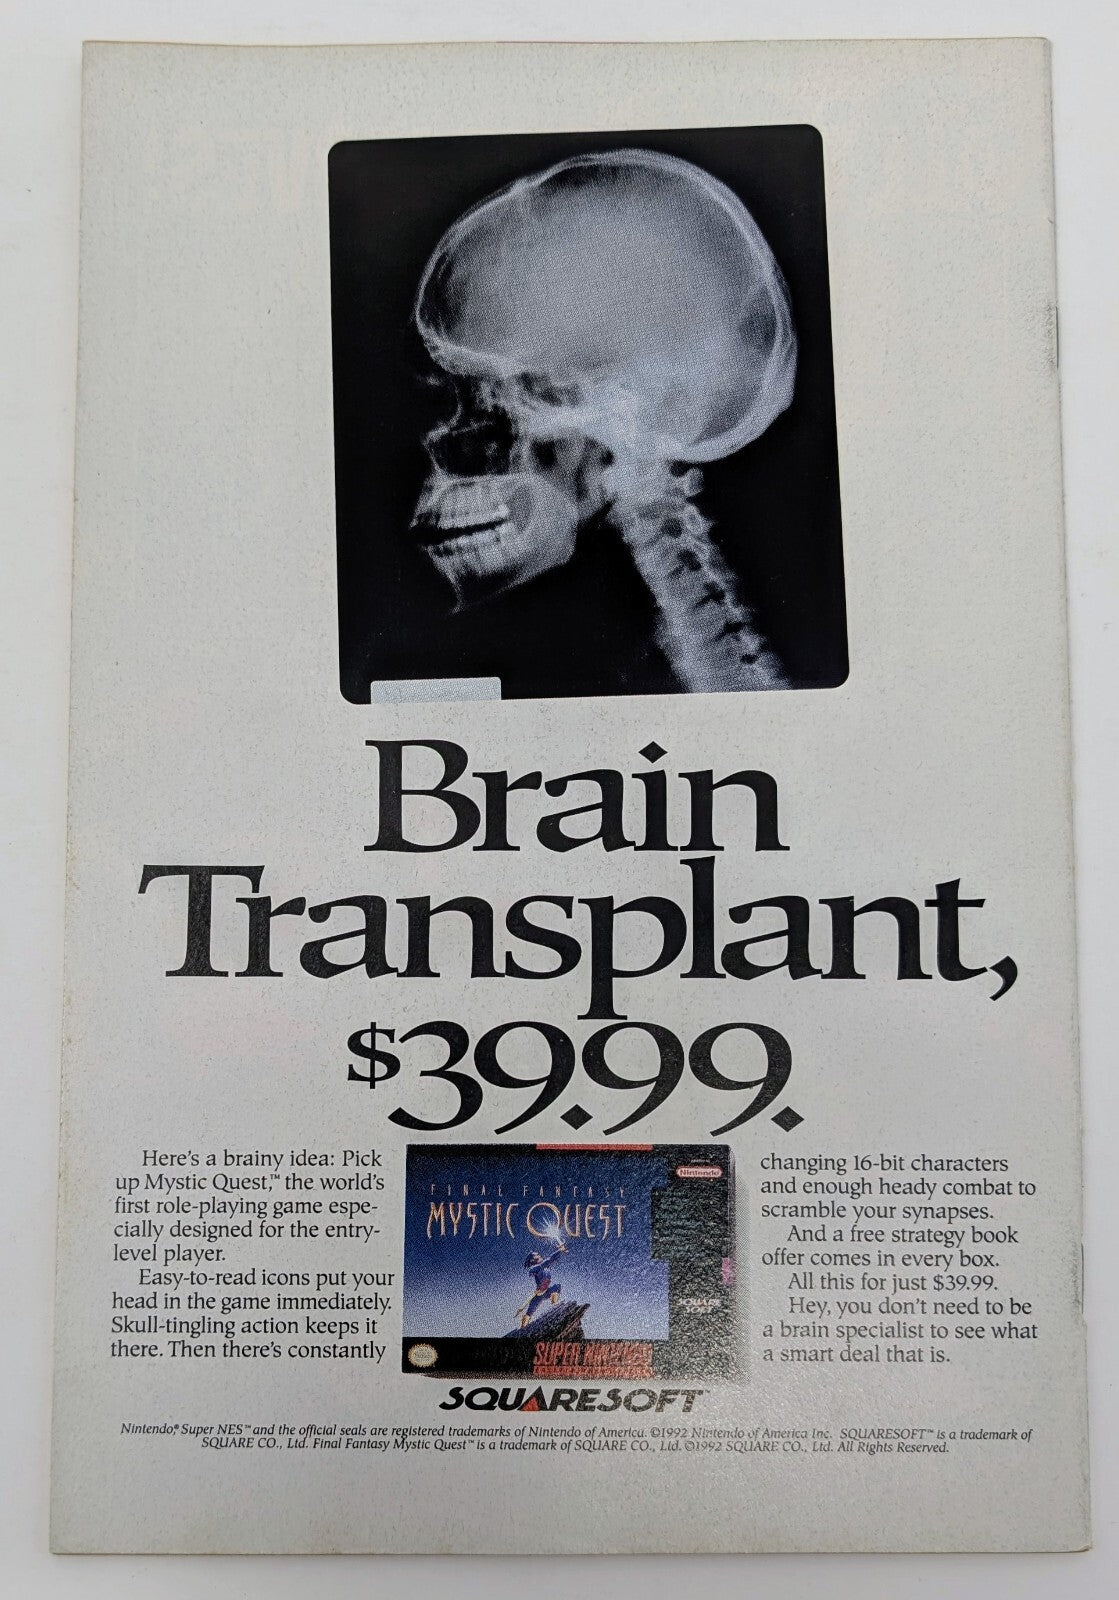 Brain
Transplant,
$39.99.
Here's a brainy idea: Pick
up Mystic Quest,™ the world's
first role-playing game espe-
cially designed for the entry-
level player.
Easy-to-read icons put your
head in the game immediately.
Skull-tingling action keeps it
there. Then there's constantly
FINAL FANTASY
MYSTIC QUEST
Nintendo
SQUARE
SOFT
SUPER NINTENDO
changing 16-bit characters
and enough heady combat to
scramble your synapses.
And a free strategy book
offer comes in every box.
All this for just $39.99.
Hey, you don't need to be
a brain specialist to see what
a smart deal that is.
SQUARESOFT™
Nintendo,® Super NES™ and the official seals are registered trademarks of Nintendo of America. ©1992 Nintendo of America Inc. SQUARESOFT™ is a trademark of
SQUARE CO., Ltd. Final Fantasy Mystic Quest™ is a trademark of SQUARE CO., Ltd. ©1992 SQUARE CO., Ltd. All Rights Reserved.